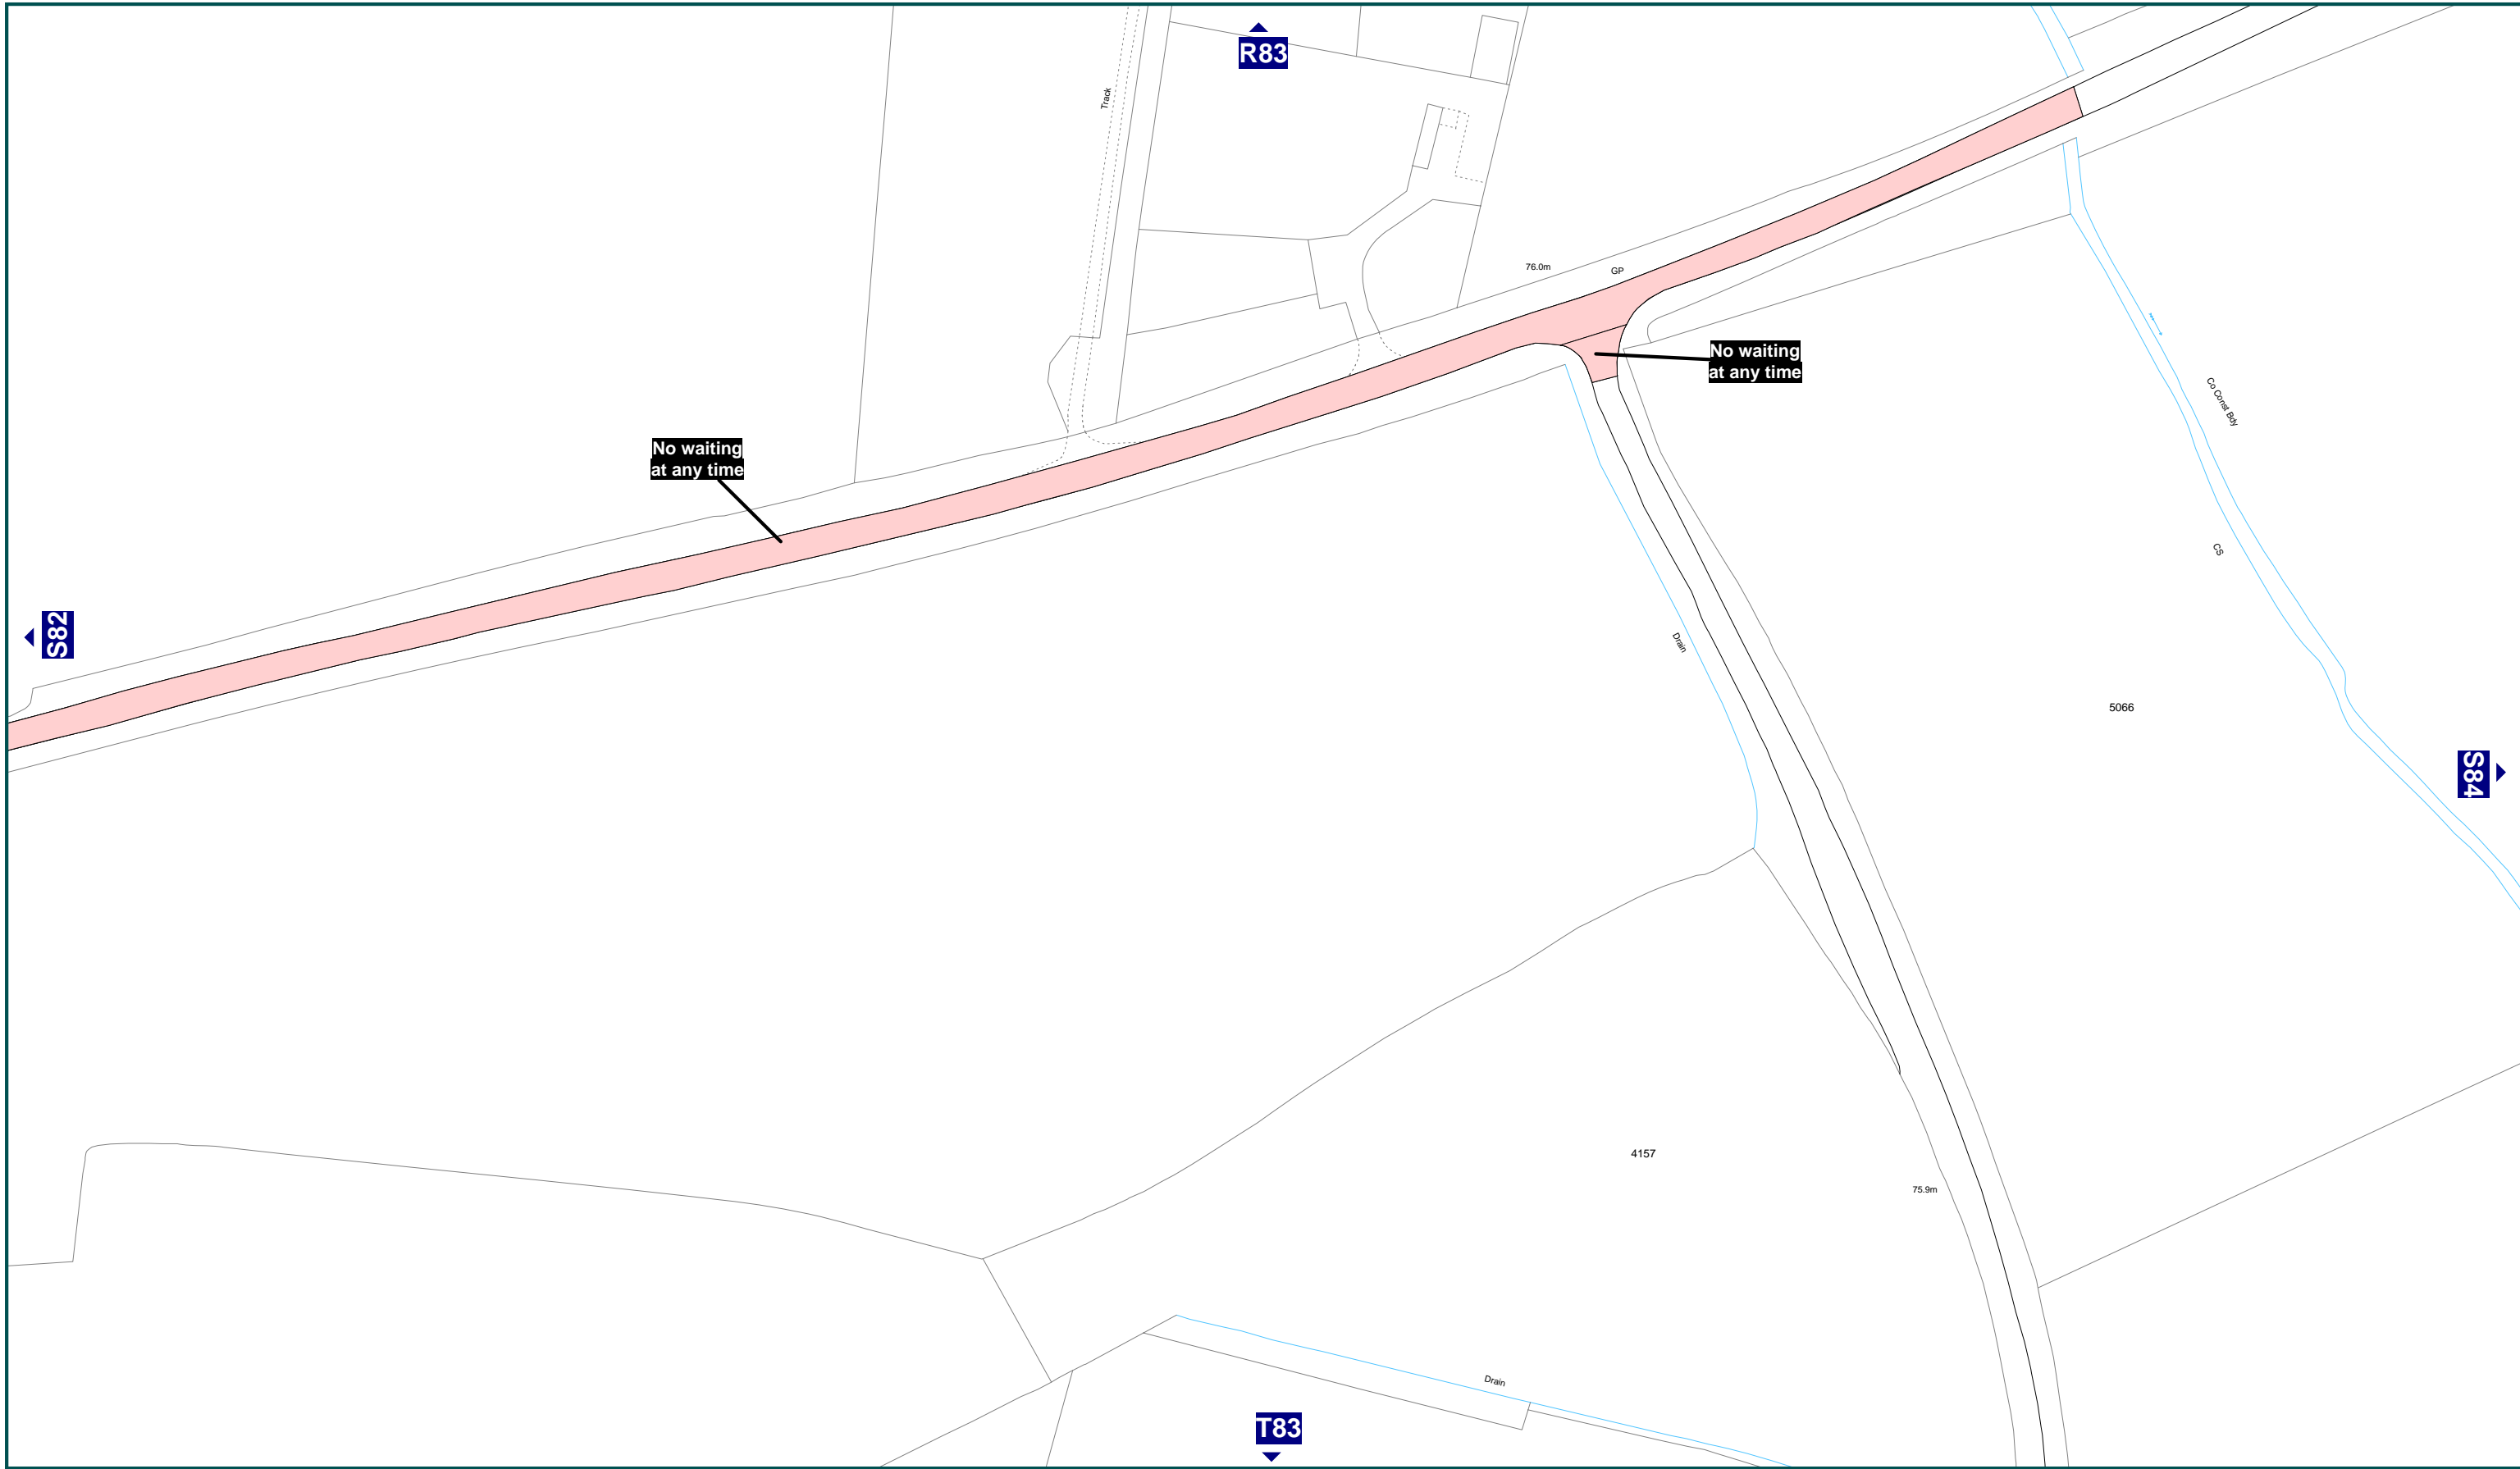 R83
Track
76.0m
GP
No waiting
at any time
Co Const Bdy
No waiting
at any time
CS
S82
Drain
5066
S84
4157
75.9m
Drain
T83